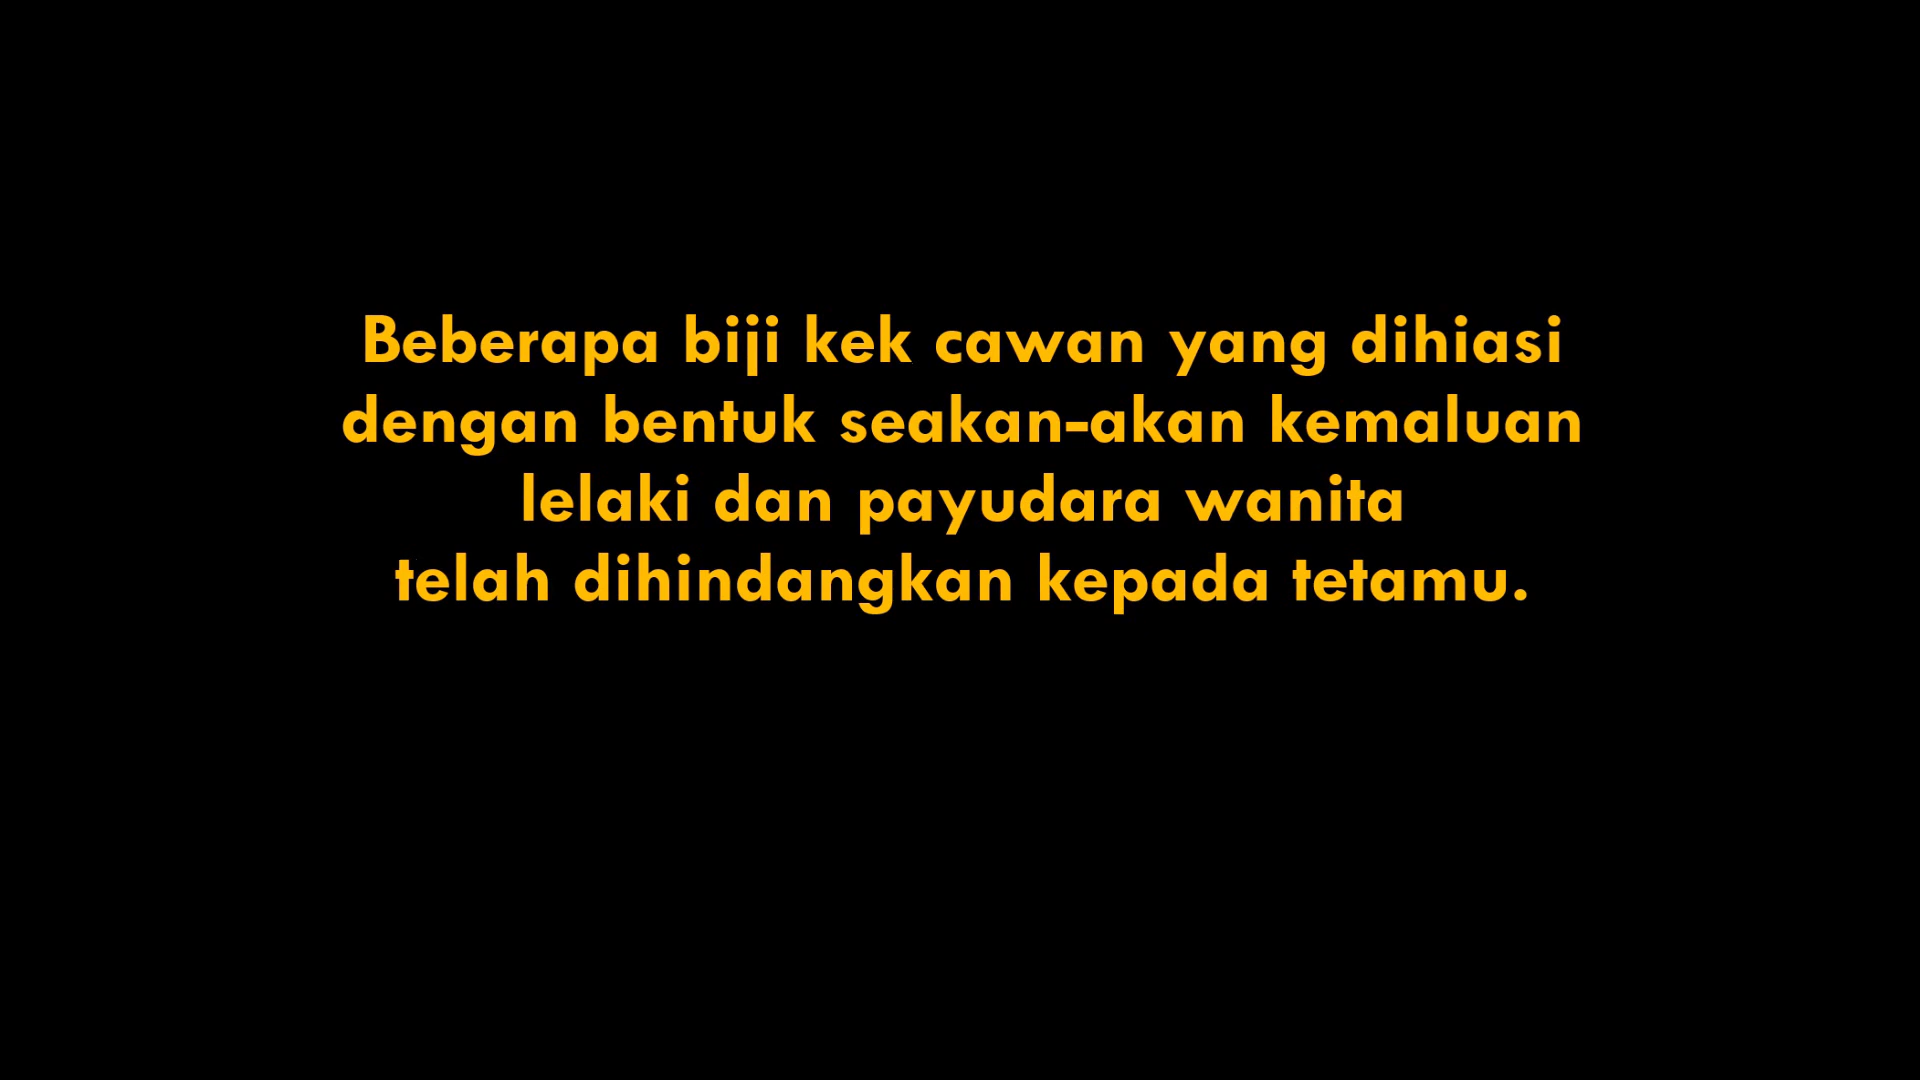 Beberapa biji kek cawan yang dihiasi
dengan bentuk seakan-akan kemaluan
lelaki dan payudara wanita
telah dihindangkan kepada tetamu.